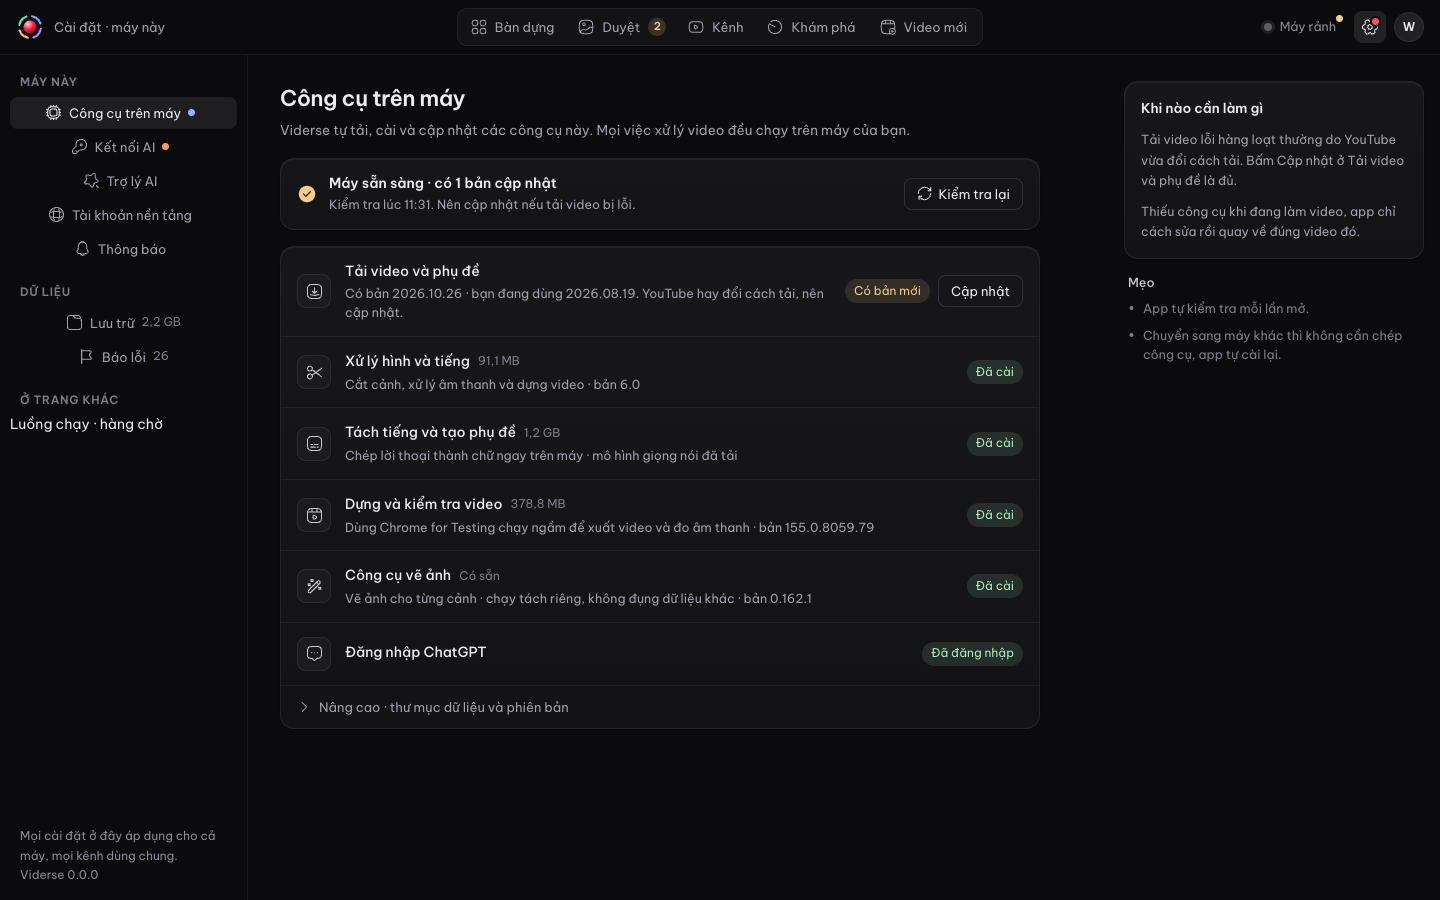 Cài đặt · máy này
Bàn dựng
Duyệt 2
Kênh
Khám phá
Video mới
Máy rảnh
W
MÁY NÀY
Công cụ trên máy
Kết nối AI
Trợ lý AI
Tài khoản nền tảng
Thông báo
DỮ LIỆU
Lưu trữ 2,2 GB
Báo lỗi 26
Ở TRANG KHÁC
Luồng chạy · hàng chờ
Mọi cài đặt ở đây áp dụng cho cả
máy, mọi kênh dùng chung.
Viderse 0.0.0
Công cụ trên máy
Viderse tự tải, cài và cập nhật các công cụ này. Mọi việc xử lý video đều chạy trên máy của bạn.
Máy sẵn sàng · có 1 bản cập nhật
Kiểm tra lúc 11:31. Nên cập nhật nếu tải video bị lỗi.
Kiểm tra lại
Tải video và phụ đề
Có bản 2026.10.26 · bạn đang dùng 2026.08.19. YouTube hay đổi cách tải, nên
cập nhật.
Có bản mới
Cập nhật
Xử lý hình và tiếng 91,1 MB
Cắt cảnh, xử lý âm thanh và dựng video · bản 6.0
Đã cài
Tách tiếng và tạo phụ đề 1,2 GB
Chép lời thoại thành chữ ngay trên máy · mô hình giọng nói đã tải
Đã cài
Dựng và kiểm tra video 378,8 MB
Dùng Chrome for Testing chạy ngầm để xuất video và đo âm thanh · bản 155.0.8059.79
Đã cài
Công cụ vẽ ảnh Có sẵn
Vẽ ảnh cho từng cảnh · chạy tách riêng, không đụng dữ liệu khác · bản 0.162.1
Đã cài
Đăng nhập ChatGPT
Đã đăng nhập
Nâng cao · thư mục dữ liệu và phiên bản
Khi nào cần làm gì
Tải video lỗi hàng loạt thường do YouTube
vừa đổi cách tải. Bấm Cập nhật ở Tải video
và phụ đề là đủ.
Thiếu công cụ khi đang làm video, app chỉ
cách sửa rồi quay về đúng video đó.
Mẹo
• App tự kiểm tra mỗi lần mở.
• Chuyển sang máy khác thì không cần chép
công cụ, app tự cài lại.